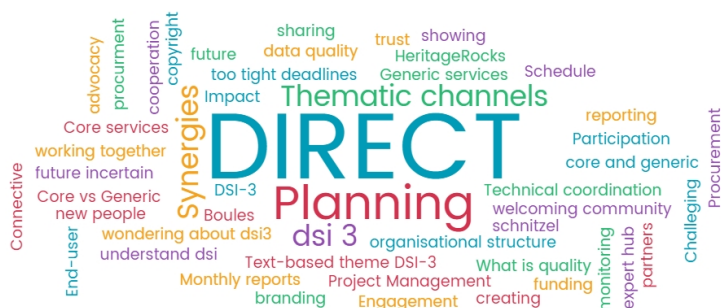 sharing
trust
showing
copyright
procurment
cooperation
advocacy
future
data quality
HeritageRocks
too tight deadlines
Generic services
Schedule
Impact
Thematic channels
Synergies
DIRECT
reporting
Procurement
Core services
Participation
working together
core and generic
future incertain
DSI-3
Planning
Technical coordination
Connective
Core vs Generic
new people
Boules
welcoming community
schnitzel
Challeging
End-user
wondering about dsi3
dsi 3
organisational structure
understand dsi
Text-based theme DSI-3
What is quality
monitoring
expert hub
partners
Monthly reports
Project Management
funding
branding
Engagement
creating